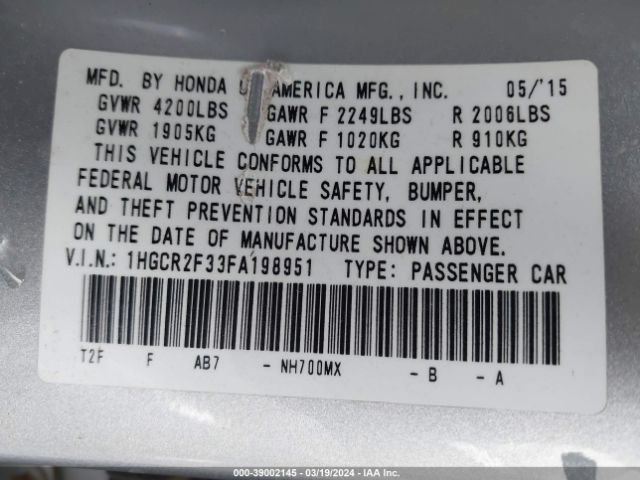 MFD. BY HONDA AMERICA MFG., INC. 05/'15
GVWR 4200LBS GAWR F 2249LBS R 2006LBS
GVWR 1905KG GAWR F 1020KG R 910KG
THIS VEHICLE CONFORMS TO ALL APPLICABLE
FEDERAL MOTOR VEHICLE SAFETY, BUMPER,
AND THEFT PREVENTION STANDARDS IN EFFECT
ON THE DATE OF MANUFACTURE SHOWN ABOVE.
V.I.N.: 1HGCR2F33FA198951 TYPE: PASSENGER CAR
T2F F AB7 - NH700MX - B - A
000-39002145 - 03/19/2024 - IAA Inc.